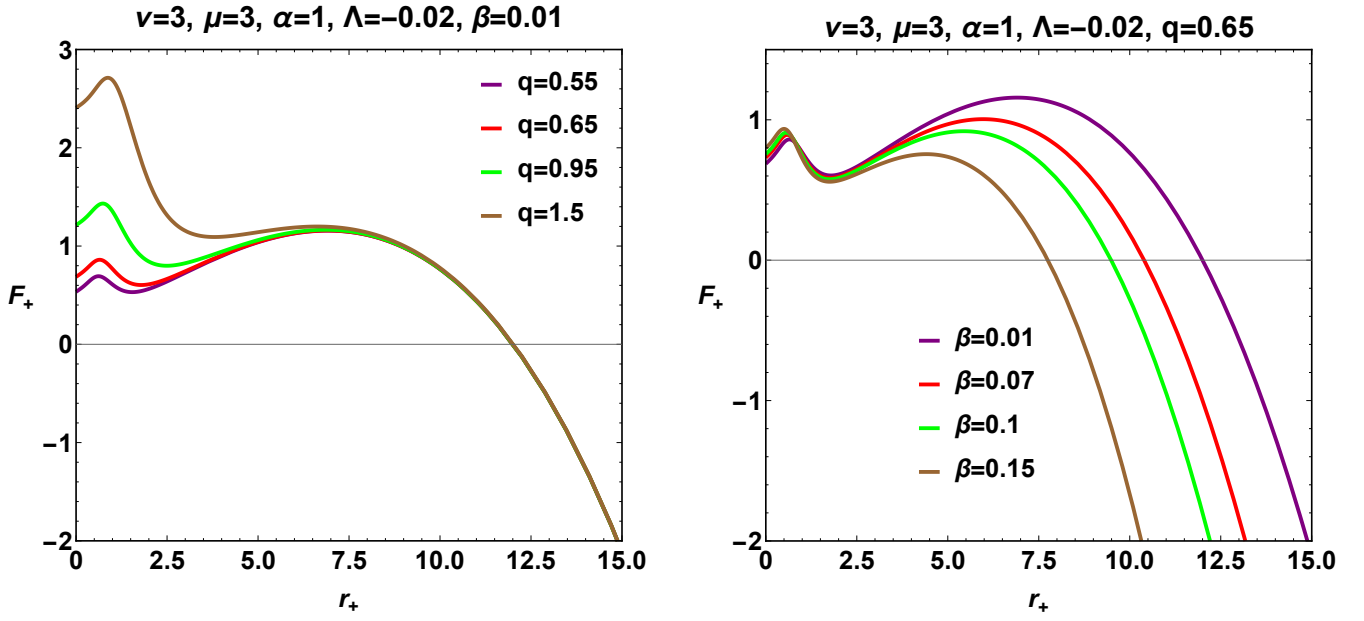 ν=3, μ=3, α=1, Λ=−0.02, β=0.01
3
2
1
0
−1
−2
F₊
q=0.55
q=0.65
q=0.95
q=1.5
0 2.5 5.0 7.5 10.0 12.5 15.0
r₊
ν=3, μ=3, α=1, Λ=−0.02, q=0.65
1
0
−1
−2
F₊
β=0.01
β=0.07
β=0.1
β=0.15
0 2.5 5.0 7.5 10.0 12.5 15.0
r₊